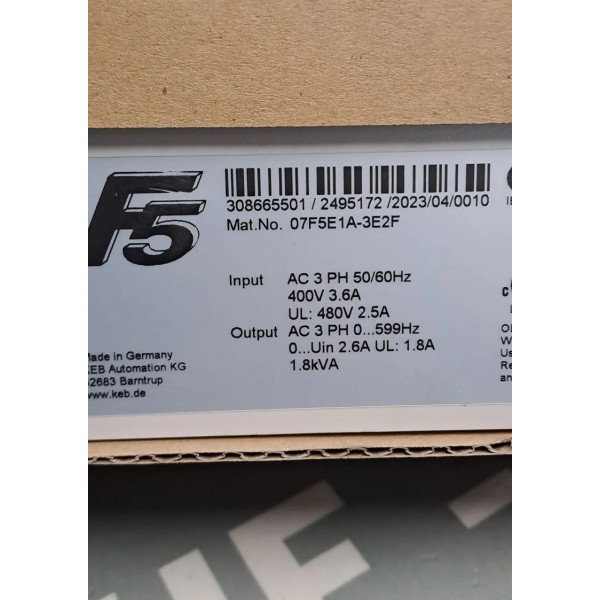 F5
308665501 / 2495172 /2023/04/0010
Mat.No. 07F5E1A-3E2F
Input AC 3 PH 50/60Hz
400V 3.6A
UL: 480V 2.5A
Output AC 3 PH 0...599Hz
0...Uin 2.6A UL: 1.8A
1.8kVA
Made in Germany
KEB Automation KG
32683 Barntrup
www.keb.de